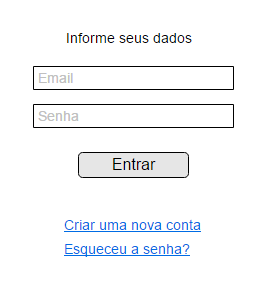 Informe seus dados
Email
Senha
Entrar
Criar uma nova conta
Esqueceu a senha?